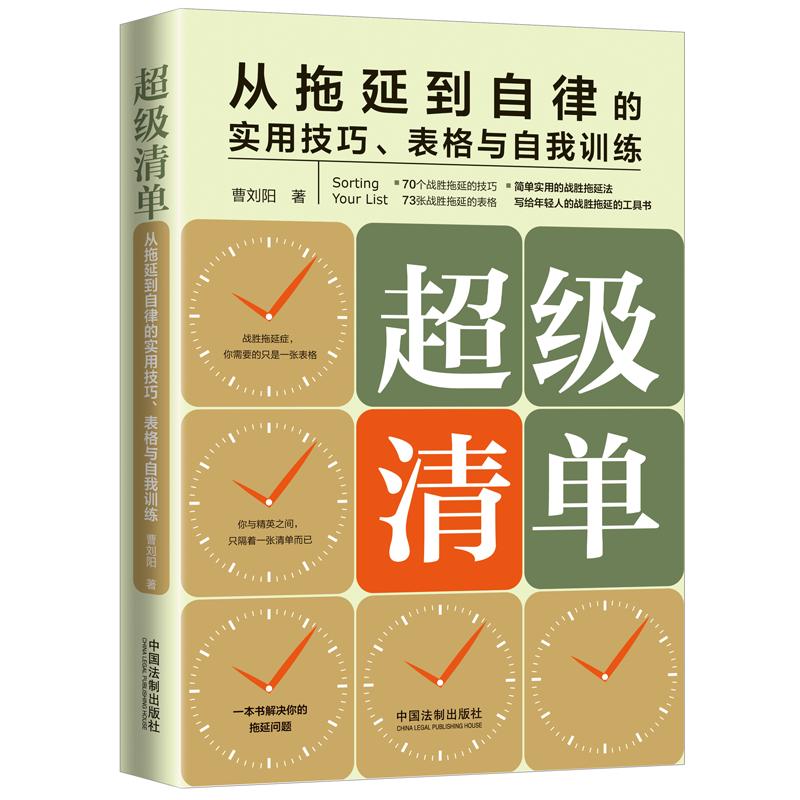 从拖延到自律的
实用技巧、表格与自我训练
曹刘阳 著
Sorting
Your List
■70个战胜拖延的技巧
73张战胜拖延的表格
■简单实用的战胜拖延法
写给年轻人的战胜拖延的工具书
战胜拖延症，
你需要的只是一张表格
超级
清单
你与精英之间，
只隔着一张清单而已
一本书解决你的
拖延问题
中国法制出版社
CHINA LEGAL PUBLISHING HOUSE
超级清单
从拖延到自律的实用技巧、表格与自我训练
曹刘阳 著
中国法制出版社
CHINA LEGAL PUBLISHING HOUSE